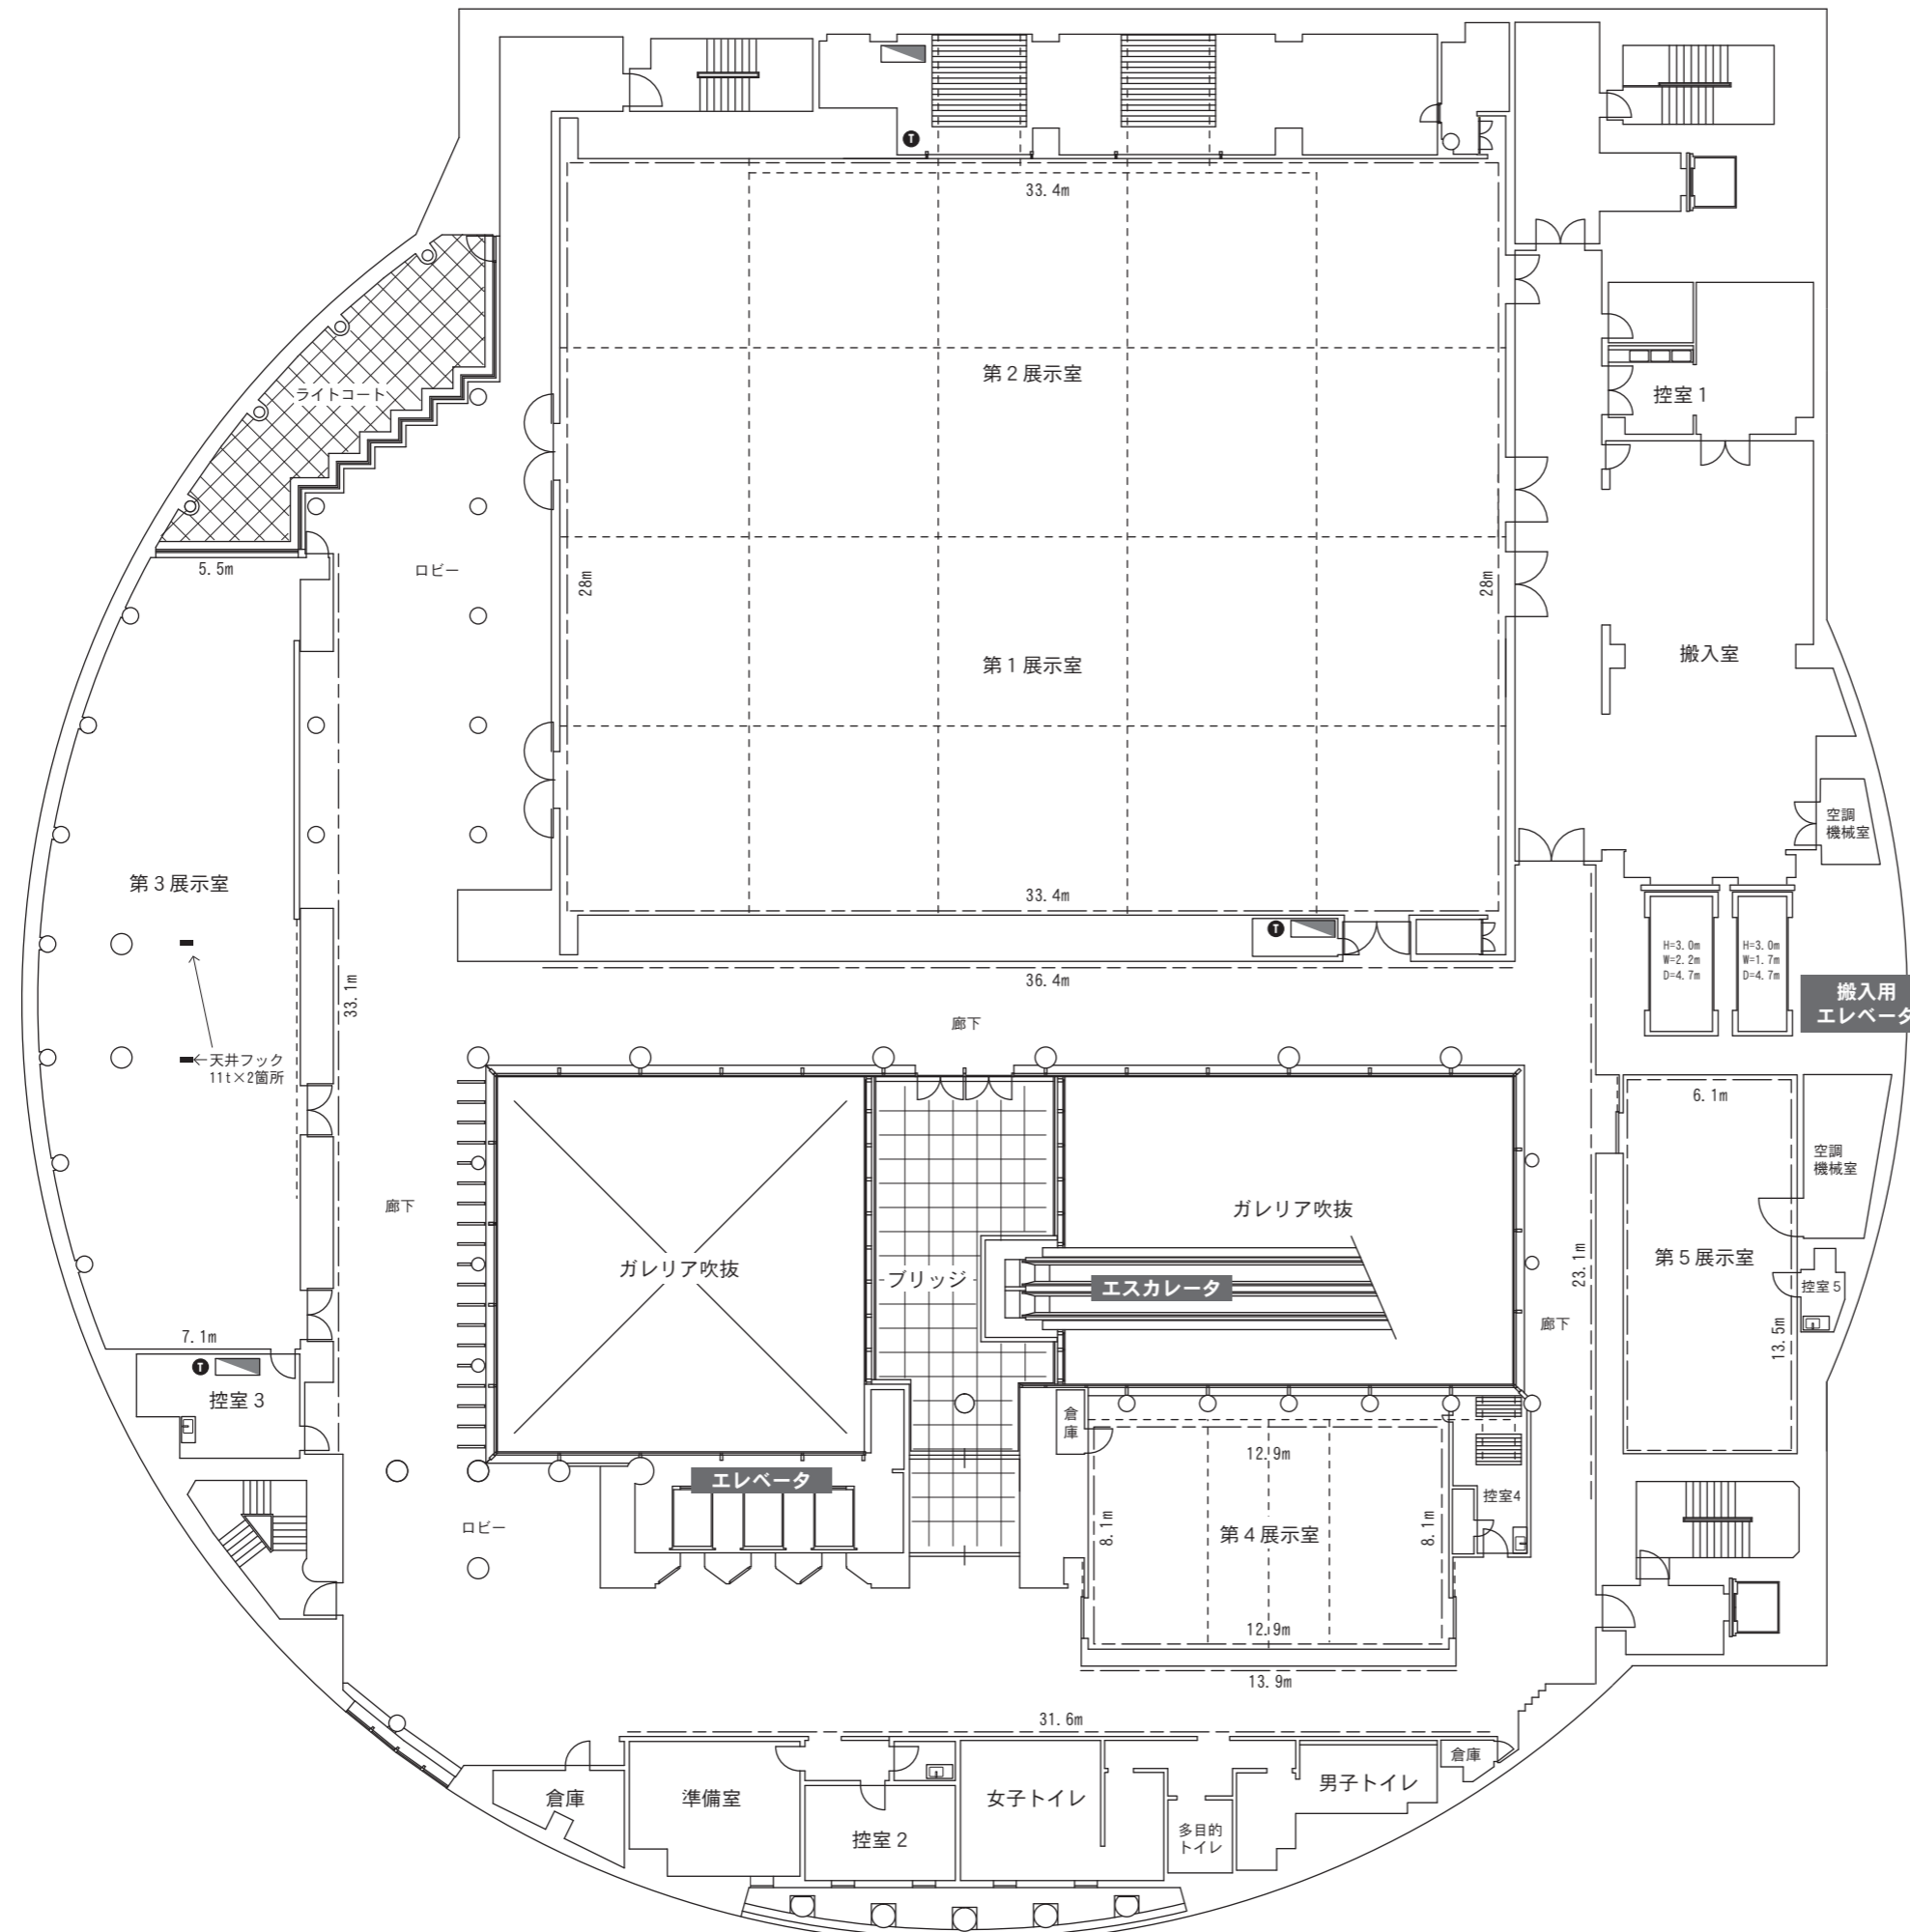 T
33.4m
ライトコート
第2展示室
控室1
5.5m
ロビー
28m
28m
第1展示室
搬入室
空調
機械室
第3展示室
33.4m
T
H=3.0m
W=2.2m
D=4.7m
H=3.0m
W=1.7m
D=4.7m
搬入用
エレベータ
33.1m
36.4m
廊下
天井フック
11t×2箇所
6.1m
空調
機械室
廊下
ガレリア吹抜
ガレリア吹抜
ブリッジ
エスカレータ
23.1m
第5展示室
控室5
廊下
13.5m
7.1m
T
控室3
倉
庫
12.9m
エレベータ
控室4
ロビー
8.1m
第4展示室
8.1m
12.9m
13.9m
31.6m
倉庫
準備室
控室2
女子トイレ
多目的
トイレ
男子トイレ
倉庫